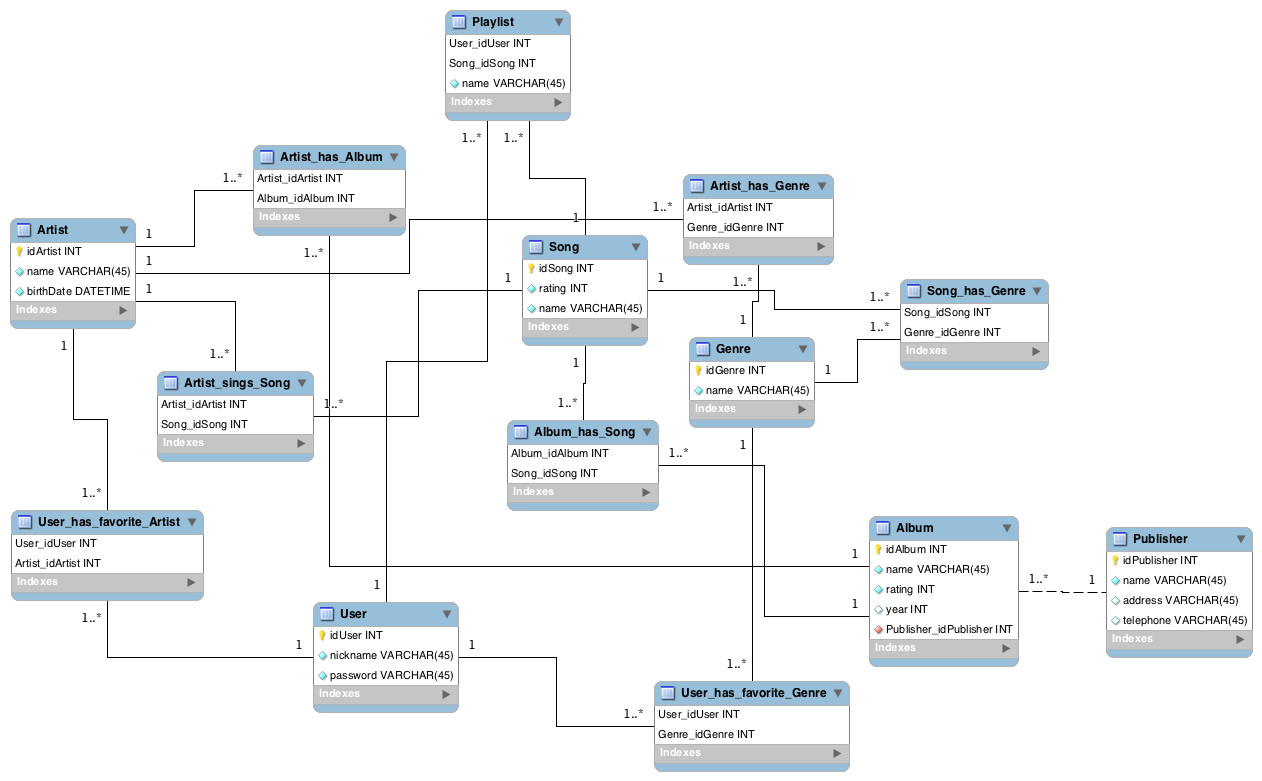 Playlist
User_idUser INT
Song_idSong INT
name VARCHAR(45)
Indexes
1..*
1..*
Artist_has_Album
Artist_idArtist INT
Album_idAlbum INT
Indexes
1..*
1..*
Artist_has_Genre
Artist_idArtist INT
Genre_idGenre INT
Indexes
1..*
1..*
Artist
idArtist INT
name VARCHAR(45)
birthDate DATETIME
Indexes
1
1
1
1
Song
idSong INT
rating INT
name VARCHAR(45)
Indexes
1
1
1
1
Song_has_Genre
Song_idSong INT
Genre_idGenre INT
Indexes
1..*
1..*
Genre
idGenre INT
name VARCHAR(45)
Indexes
1
1
1
Artist_sings_Song
Artist_idArtist INT
Song_idSong INT
Indexes
1..*
1..*
Album_has_Song
Album_idAlbum INT
Song_idSong INT
Indexes
1..*
1..*
User_has_favorite_Artist
User_idUser INT
Artist_idArtist INT
Indexes
1..*
1..*
Album
idAlbum INT
name VARCHAR(45)
rating INT
year INT
Publisher_idPublisher INT
Indexes
1
1
1..*
Publisher
idPublisher INT
name VARCHAR(45)
address VARCHAR(45)
telephone VARCHAR(45)
Indexes
1
User
idUser INT
nickname VARCHAR(45)
password VARCHAR(45)
Indexes
1
1
1
User_has_favorite_Genre
User_idUser INT
Genre_idGenre INT
Indexes
1..*
1..*